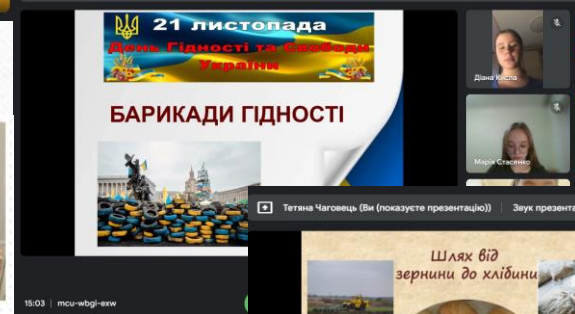 21 листопада
День Гідності та Свободи
України
БАРИКАДИ ГІДНОСТІ
Діана Кисла
Марія Стасенко
Тетяна Чаговець (Ви (показуєте презентацію))
Звук презента
Шлях від
зернини до хлібини
15:03 | mcu-wbgi-exw